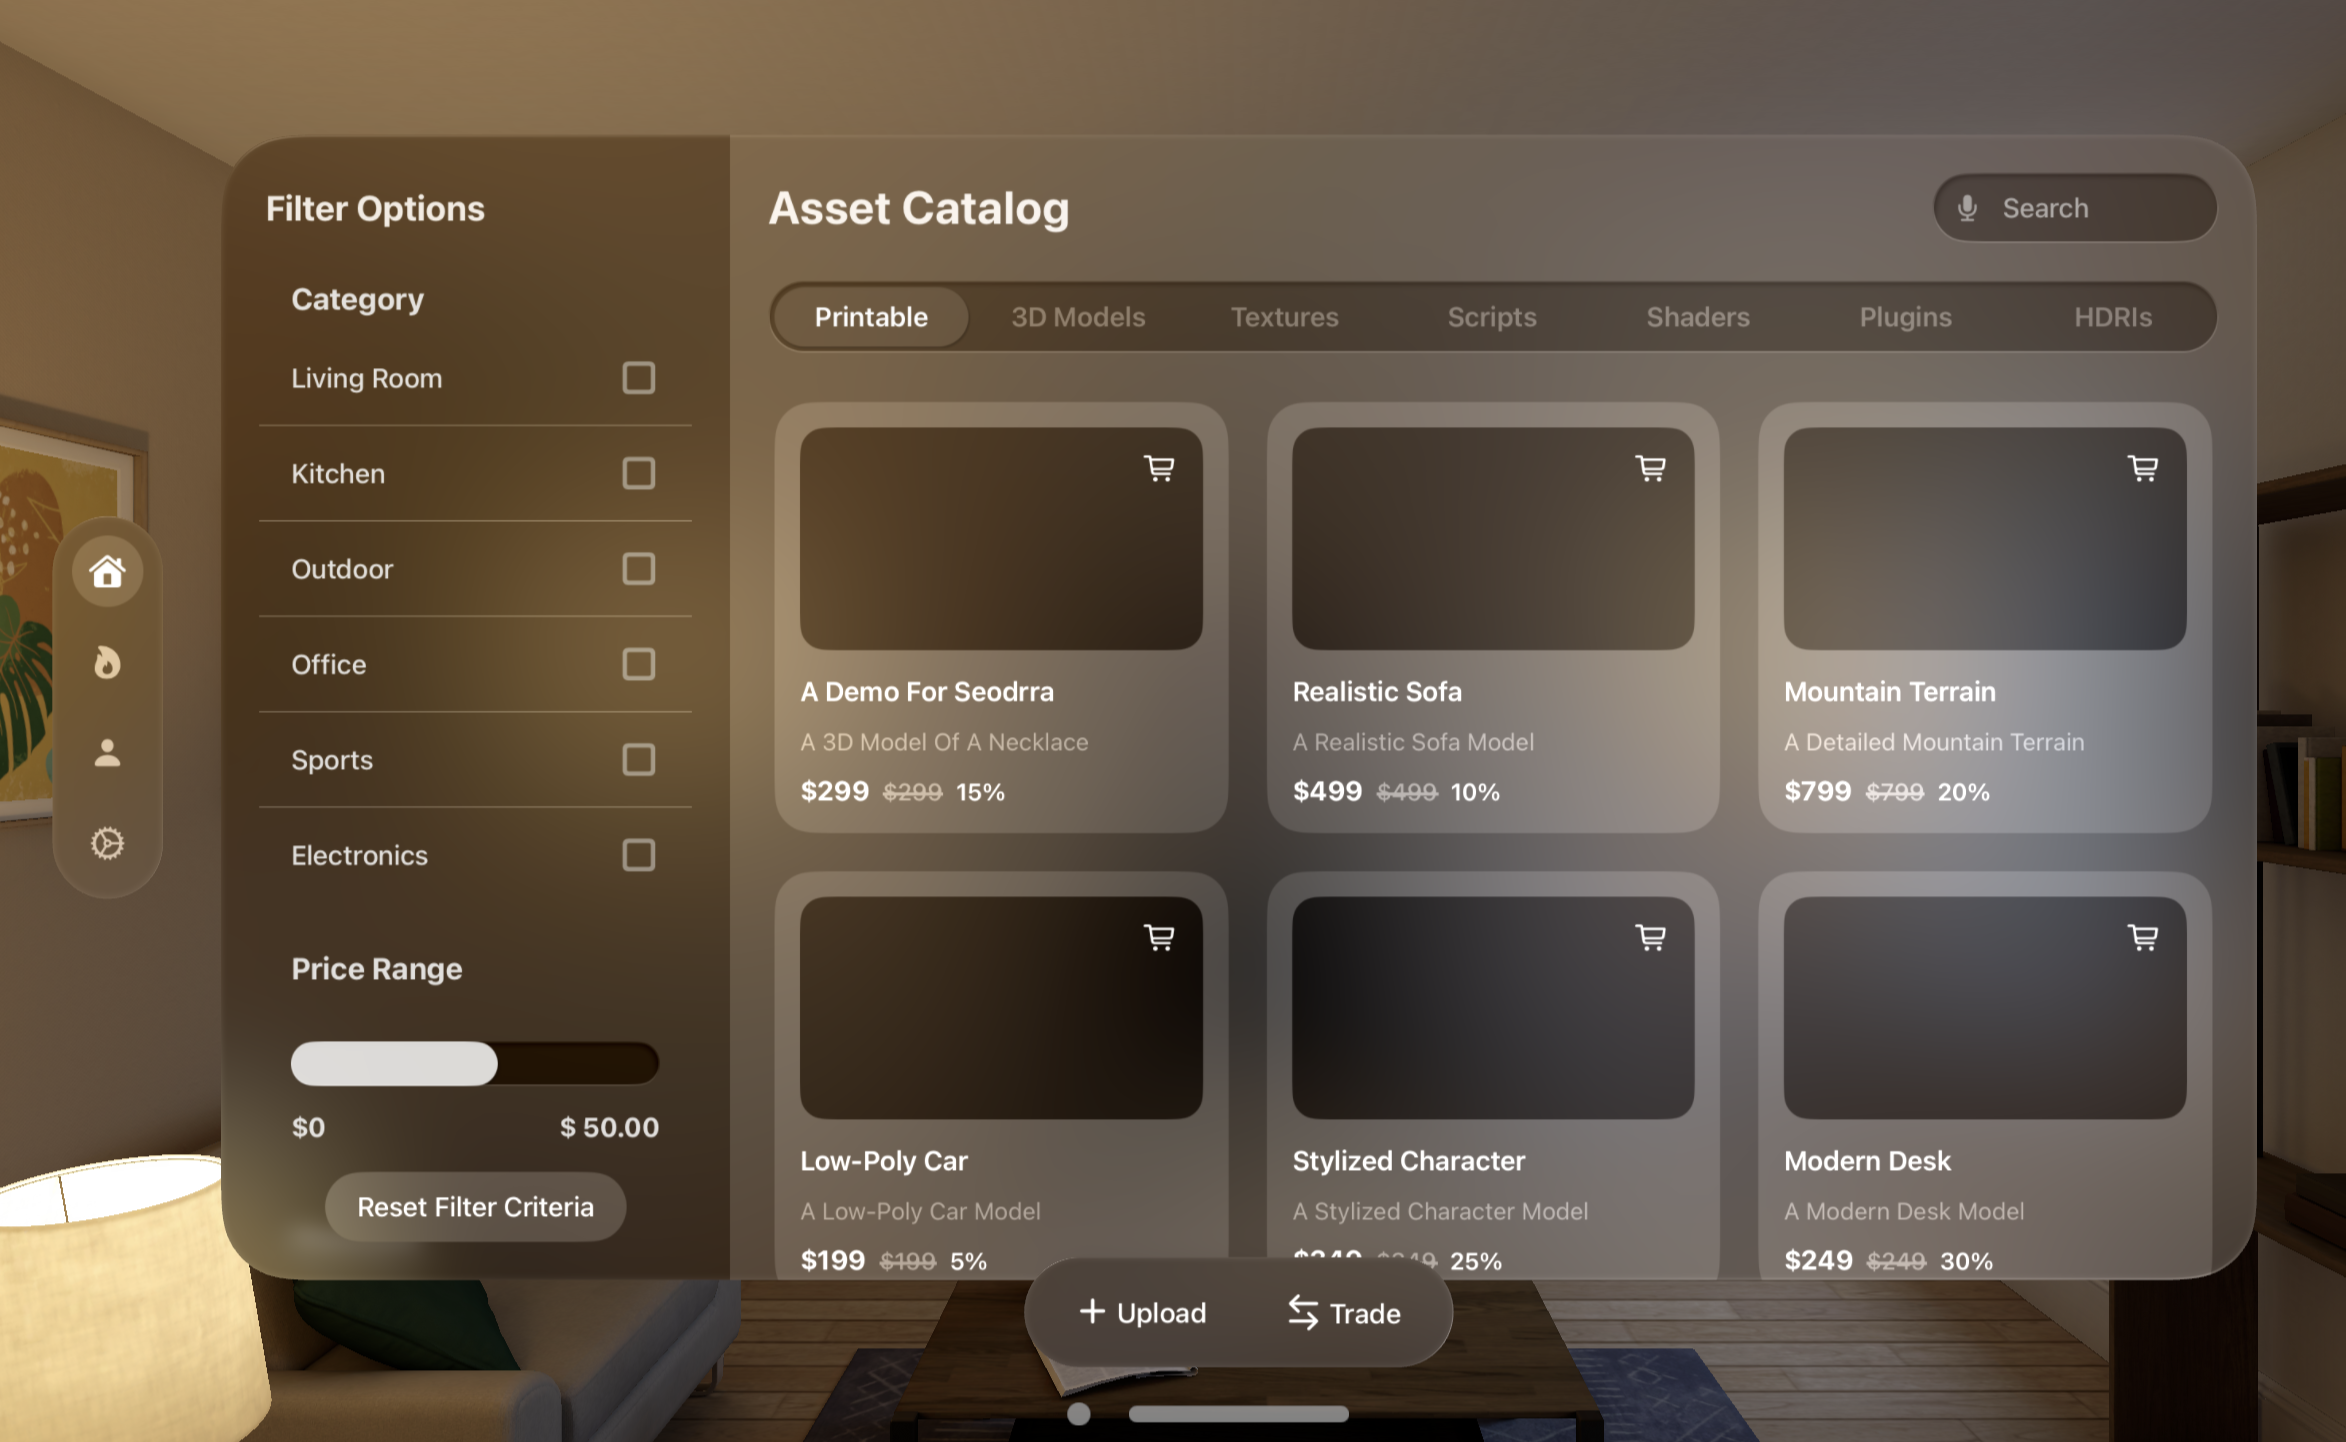 Filter Options
Category
Living Room
Kitchen
Outdoor
Office
Sports
Electronics
Price Range
$0 $ 50.00
Reset Filter Criteria
Asset Catalog
Search
Printable 3D Models Textures Scripts Shaders Plugins HDRIs
A Demo For Seodrra
A 3D Model Of A Necklace
$299 $299 15%
Realistic Sofa
A Realistic Sofa Model
$499 $499 10%
Mountain Terrain
A Detailed Mountain Terrain
$799 $799 20%
Low-Poly Car
A Low-Poly Car Model
$199 $199 5%
Stylized Character
A Stylized Character Model
25%
Modern Desk
A Modern Desk Model
$249 $249 30%
Upload Trade